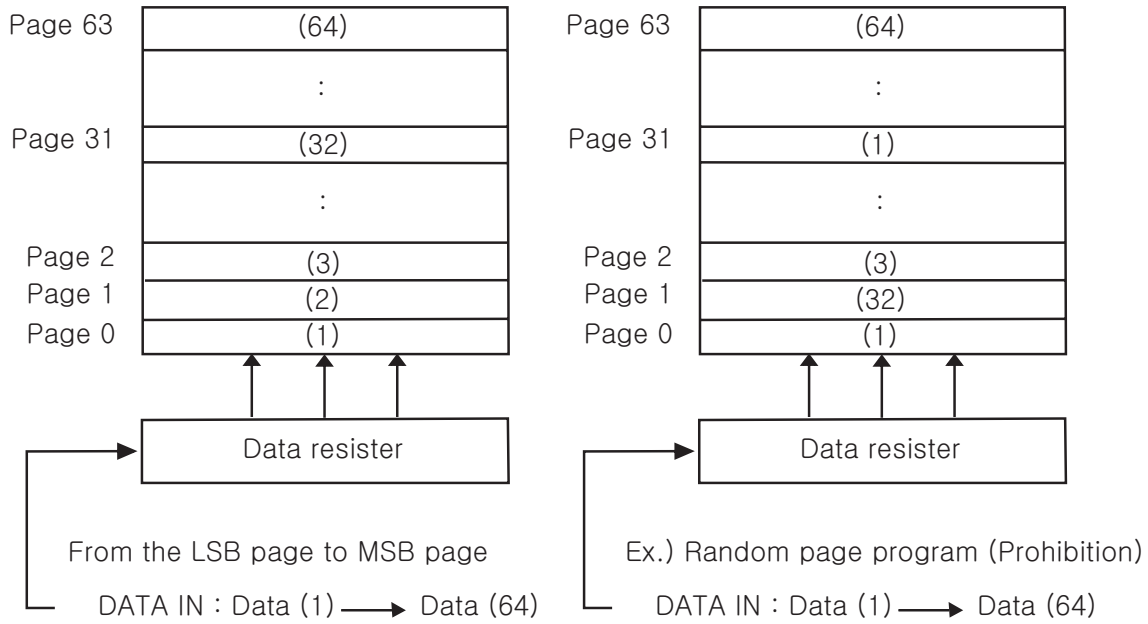 Page 63 (64)
:
Page 31 (32)
:
Page 2 (3)
Page 1 (2)
Page 0 (1)
Data resister
From the LSB page to MSB page
DATA IN : Data (1) Data (64)
Page 63 (64)
:
Page 31 (1)
:
Page 2 (3)
Page 1 (32)
Page 0 (1)
Data resister
Ex.) Random page program (Prohibition)
DATA IN : Data (1) Data (64)